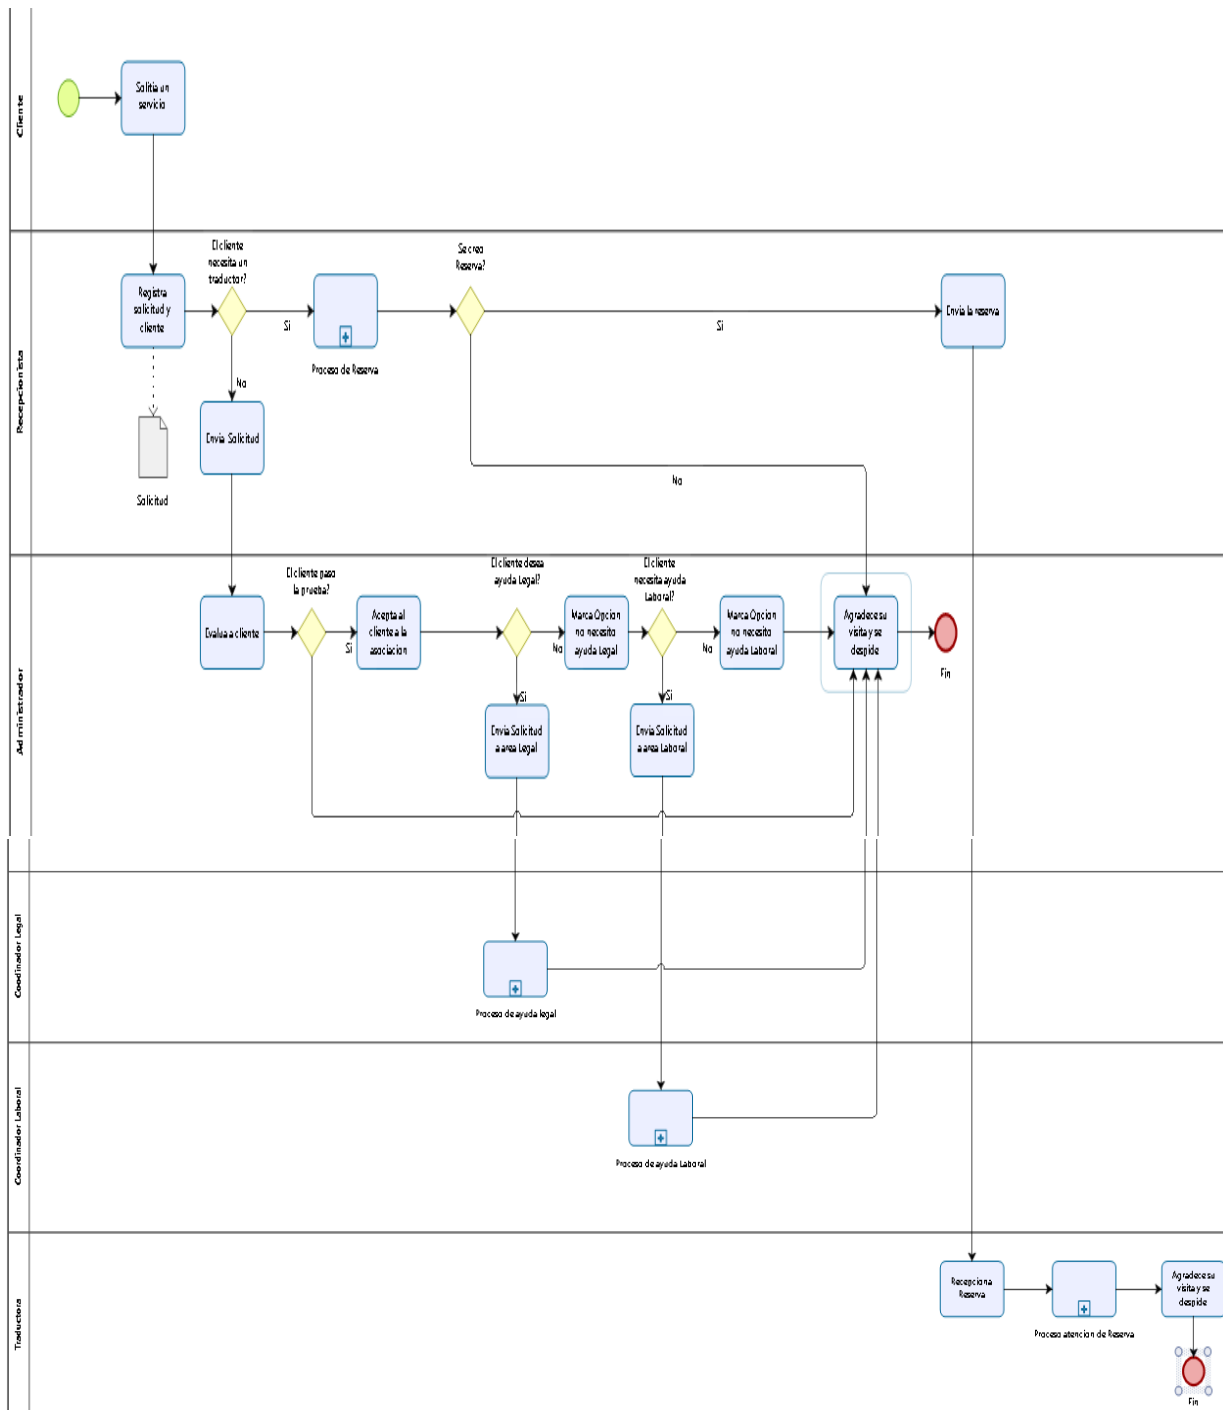 Cliente
Solitia un
servicio
Recepcionista
Registra
solicitud y
cliente
Solicitud
El cliente
necesita un
traductor?
Si
No
Envia Solicitud
Proceso de Reserva
Se creo
Reserva?
Si
No
Envia la reserva
Administrador
Evalua a cliente
El cliente paso
la prueba?
Si
Acepta al
cliente a la
asociacion
El cliente desea
ayuda Legal?
No
Si
Marca Opcion
no necesito
ayuda Legal
Envia Solicitud
a area Legal
El cliente
necesita ayuda
Laboral?
No
Si
Marca Opcion
no necesito
ayuda Laboral
Envia Solicitud
a area Laboral
Agradece su
visita y se
despide
Fin
Coodinador Legal
Proceso de ayuda legal
Coordinador Laboral
Proceso de ayuda Laboral
Traductora
Recepciona
Reserva
Proceso atencion de Reserva
Agradece su
visita y se
despide
Fin